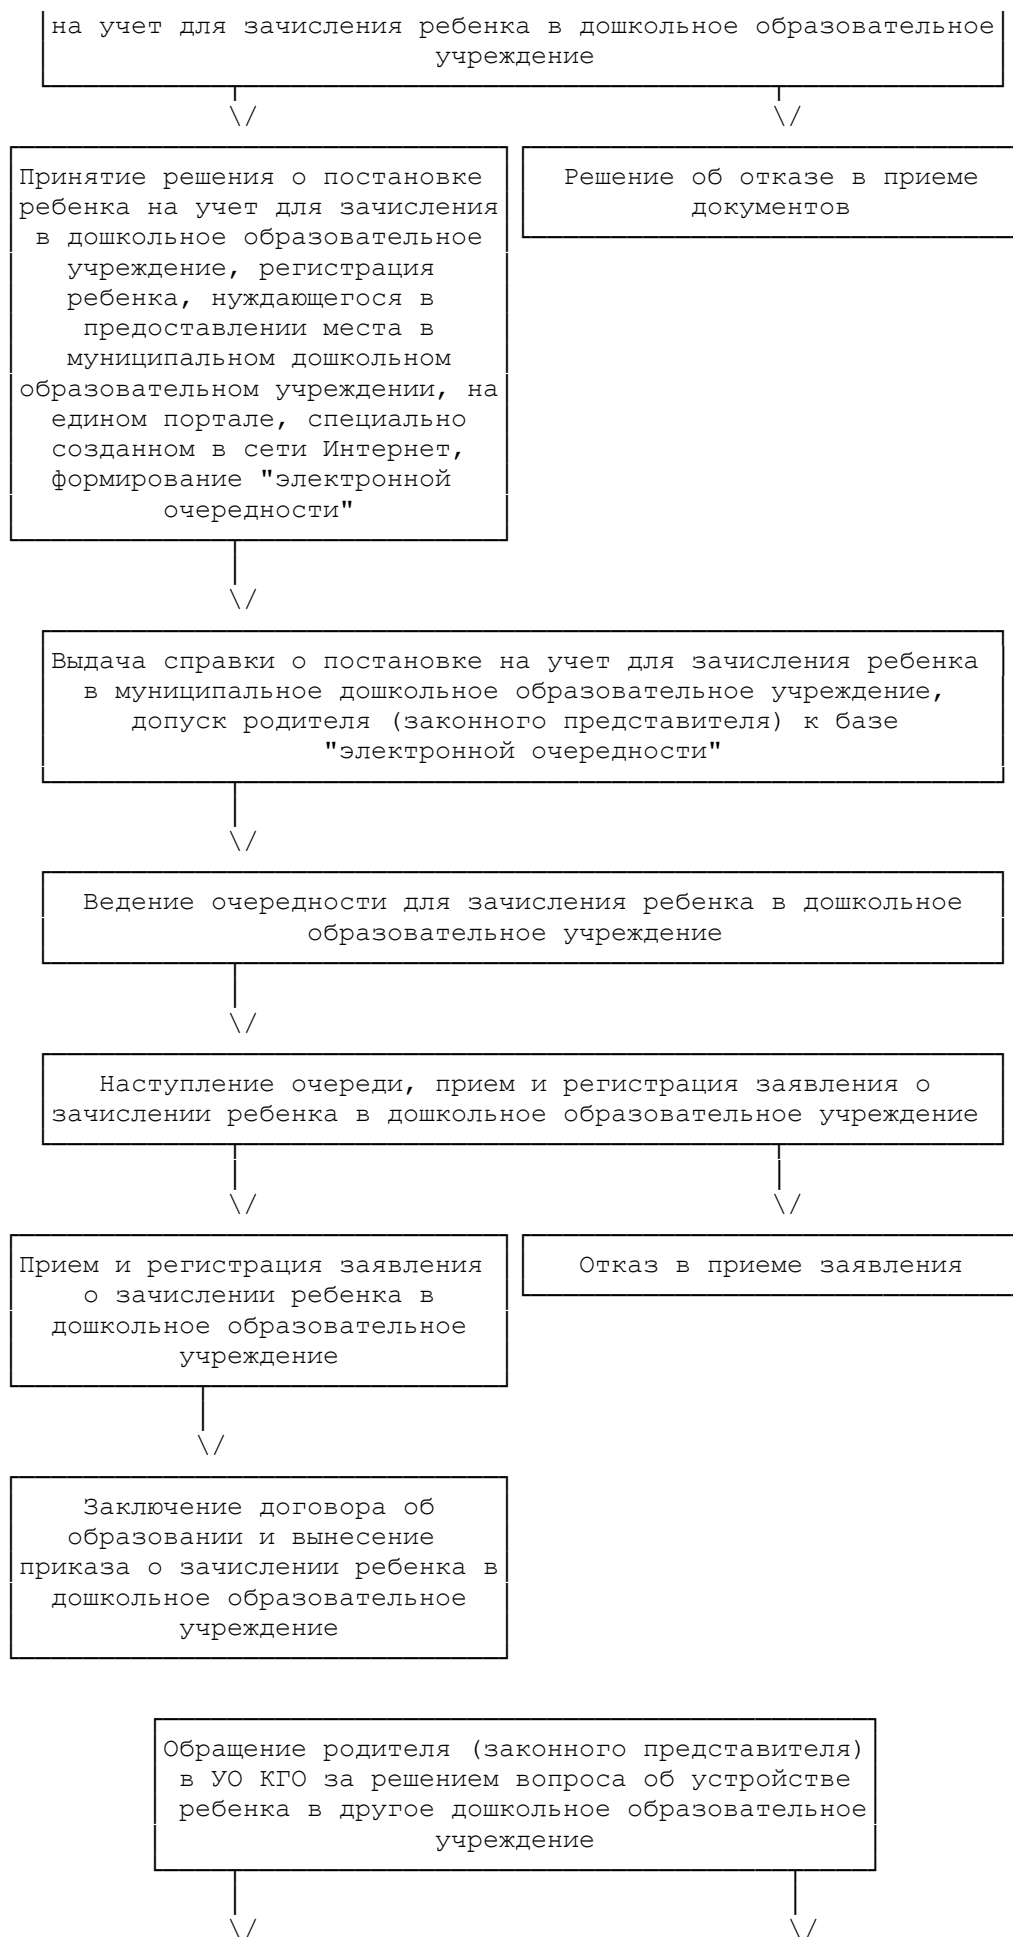 на учет для зачисления ребенка в дошкольное образовательное
учреждение
Принятие решения о постановке
ребенка на учет для зачисления
в дошкольное образовательное
учреждение, регистрация
ребенка, нуждающегося в
предоставлении места в
муниципальном дошкольном
образовательном учреждении, на
едином портале, специально
созданном в сети Интернет,
формирование "электронной
очередности"
Решение об отказе в приеме
документов
Выдача справки о постановке на учет для зачисления ребенка
в муниципальное дошкольное образовательное учреждение,
допуск родителя (законного представителя) к базе
"электронной очередности"
Ведение очередности для зачисления ребенка в дошкольное
образовательное учреждение
Наступление очереди, прием и регистрация заявления о
зачислении ребенка в дошкольное образовательное учреждение
Прием и регистрация заявления
о зачислении ребенка в
дошкольное образовательное
учреждение
Отказ в приеме заявления
Заключение договора об
образовании и вынесение
приказа о зачислении ребенка в
дошкольное образовательное
учреждение
Обращение родителя (законного представителя)
в УО КГО за решением вопроса об устройстве
ребенка в другое дошкольное образовательное
учреждение